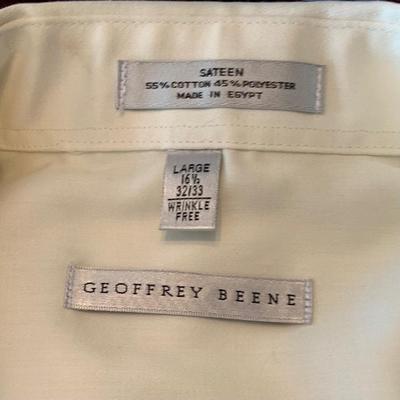 SATEEN
55% COTTON 45% POLYESTER
MADE IN EGYPT
LARGE
16½
32/33
WRINKLE
FREE
GEOFFREY BEENE